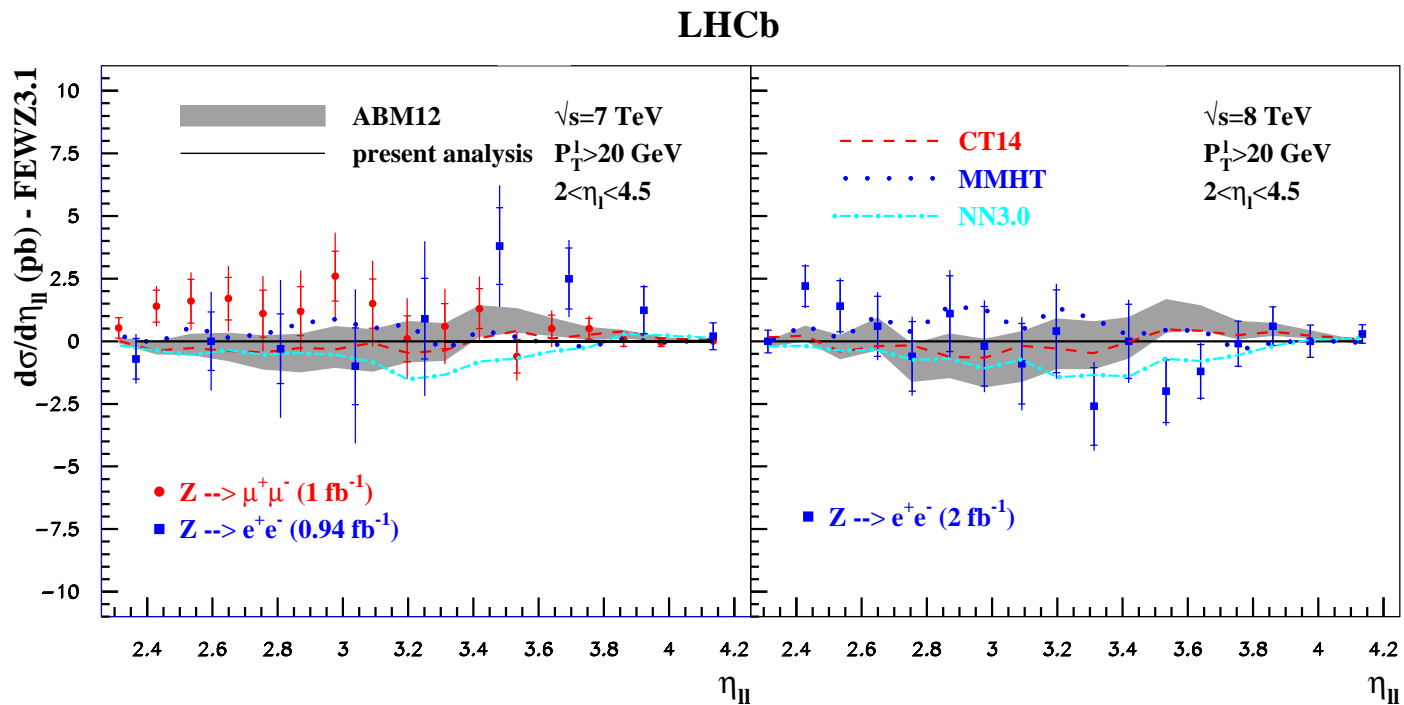 LHCb
dσ/dη_ll (pb) - FEWZ3.1
10
7.5
5
2.5
0
−2.5
−5
−7.5
−10
ABM12
present analysis
√s=7 TeV
P_T^l>20 GeV
2<η_l<4.5
Z --> μ⁺μ⁻ (1 fb⁻¹)
Z --> e⁺e⁻ (0.94 fb⁻¹)
2.4 2.6 2.8 3 3.2 3.4 3.6 3.8 4 4.2
η_ll
CT14
MMHT
NN3.0
√s=8 TeV
P_T^l>20 GeV
2<η_l<4.5
Z --> e⁺e⁻ (2 fb⁻¹)
2.4 2.6 2.8 3 3.2 3.4 3.6 3.8 4 4.2
η_ll